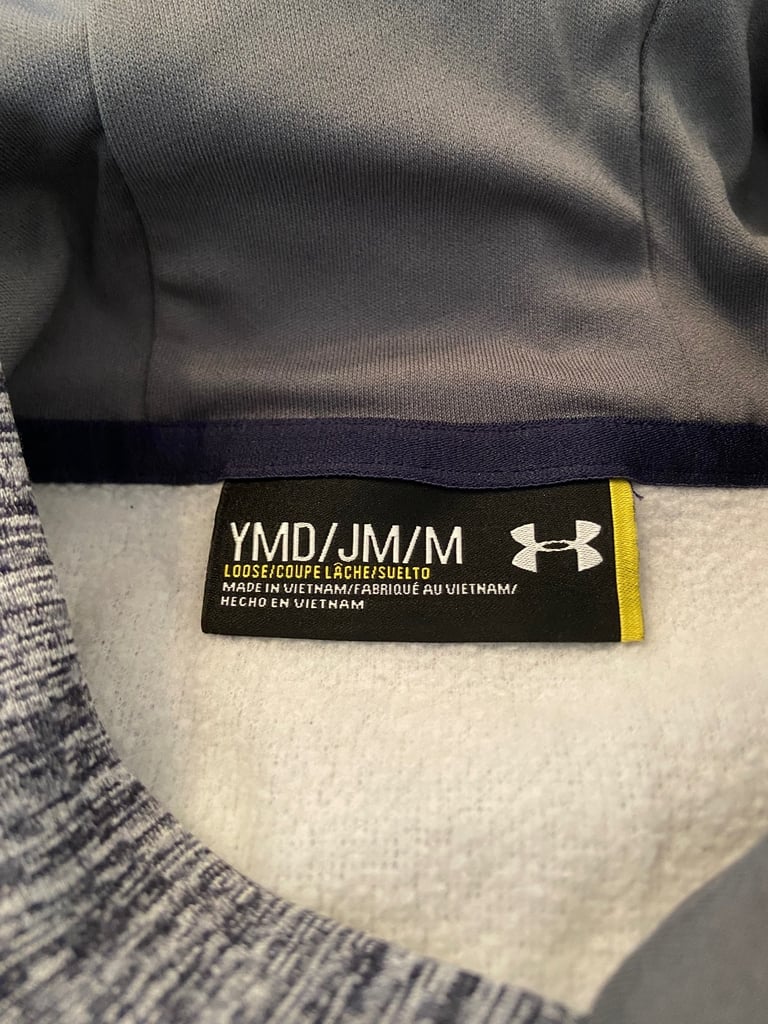 YMD/JM/M
LOOSE/COUPE LÂCHE/SUELTO
MADE IN VIETNAM/FABRIQUÉ AU VIETNAM/
HECHO EN VIETNAM